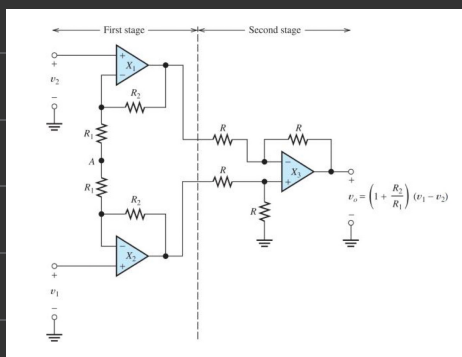 First stage
Second stage
+
X₁
−
+
v₂
−
R₂
R₁
A
R₁
R₂
R
R
−
X₃
+
R
R
+
vₒ = (1 + R₂/R₁) (v₁ − v₂)
−
−
X₂
+
+
v₁
−